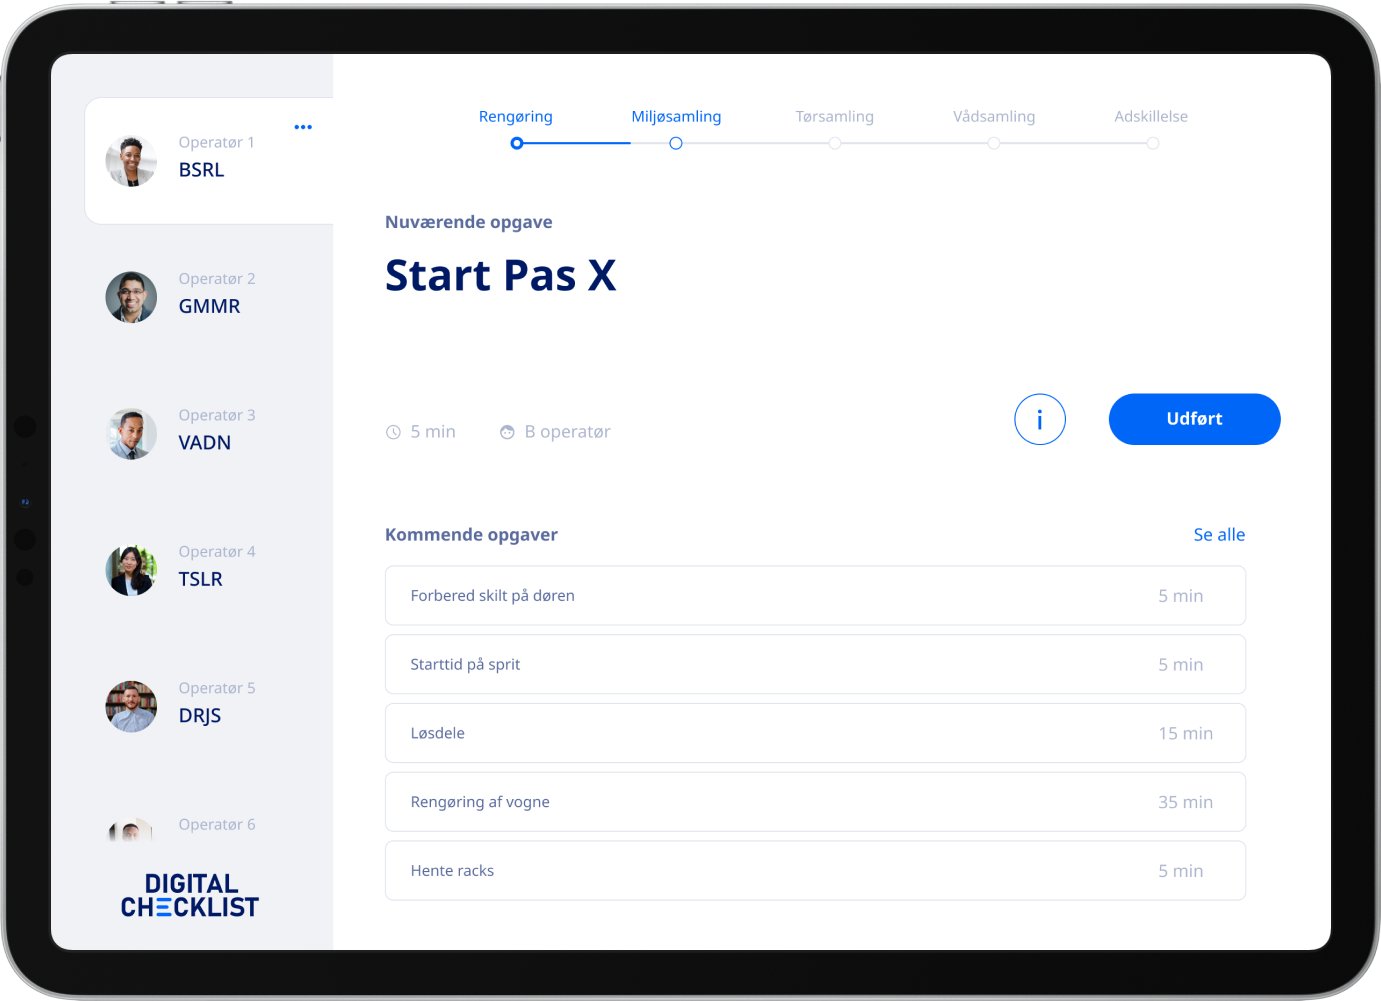 Operatør 1
BSRL
Operatør 2
GMMR
Operatør 3
VADN
Operatør 4
TSLR
Operatør 5
DRJS
Operatør 6
DIGITAL
CHECKLIST
Rengøring
Miljøsamling
Tørsamling
Vådsamling
Adskillelse
Nuværende opgave
Start Pas X
5 min
B operatør
i
Udført
Kommende opgaver
Se alle
Forbered skilt på døren
5 min
Starttid på sprit
5 min
Løsdele
15 min
Rengøring af vogne
35 min
Hente racks
5 min